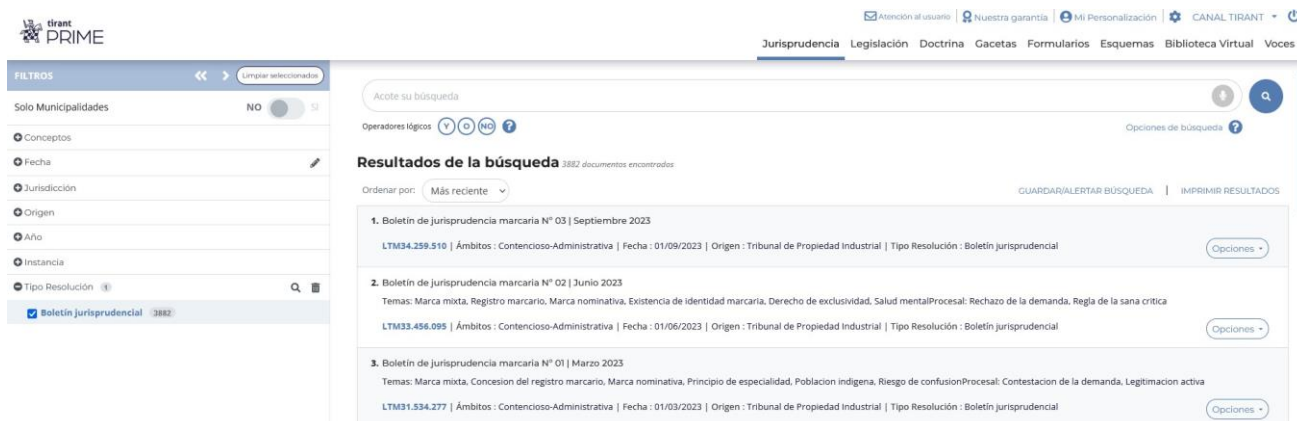 tirant
PRIME
Atención al usuario | Nuestra garantía | Mi Personalización | CANAL TIRANT
Jurisprudencia Legislación Doctrina Gacetas Formularios Esquemas Biblioteca Virtual Voces
FILTROS Limpiar seleccionados
Solo Municipalidades NO SI
Conceptos
Fecha
Jurisdicción
Origen
Año
Instancia
Tipo Resolución 1
Boletín jurisprudencial 3882
Acote su búsqueda
Operadores lógicos Y O NO ? Opciones de búsqueda ?
Resultados de la búsqueda 3882 documentos encontrados
Ordenar por: Más reciente GUARDAR/ALERTAR BÚSQUEDA | IMPRIMIR RESULTADOS
1. Boletín de jurisprudencia marcaria Nº 03 | Septiembre 2023
LTM34.259.510 | Ámbitos : Contencioso-Administrativa | Fecha : 01/09/2023 | Origen : Tribunal de Propiedad Industrial | Tipo Resolución : Boletín jurisprudencial Opciones
2. Boletín de jurisprudencia marcaria Nº 02 | Junio 2023
Temas: Marca mixta, Registro marcario, Marca nominativa, Existencia de identidad marcaria, Derecho de exclusividad, Salud mentalProcesal: Rechazo de la demanda, Regla de la sana critica
LTM33.456.095 | Ámbitos : Contencioso-Administrativa | Fecha : 01/06/2023 | Origen : Tribunal de Propiedad Industrial | Tipo Resolución : Boletín jurisprudencial Opciones
3. Boletín de jurisprudencia marcaria Nº 01 | Marzo 2023
Temas: Marca mixta, Concesion del registro marcario, Marca nominativa, Principio de especialidad, Poblacion indigena, Riesgo de confusionProcesal: Contestacion de la demanda, Legitimacion activa
LTM31.534.277 | Ámbitos : Contencioso-Administrativa | Fecha : 01/03/2023 | Origen : Tribunal de Propiedad Industrial | Tipo Resolución : Boletín jurisprudencial Opciones